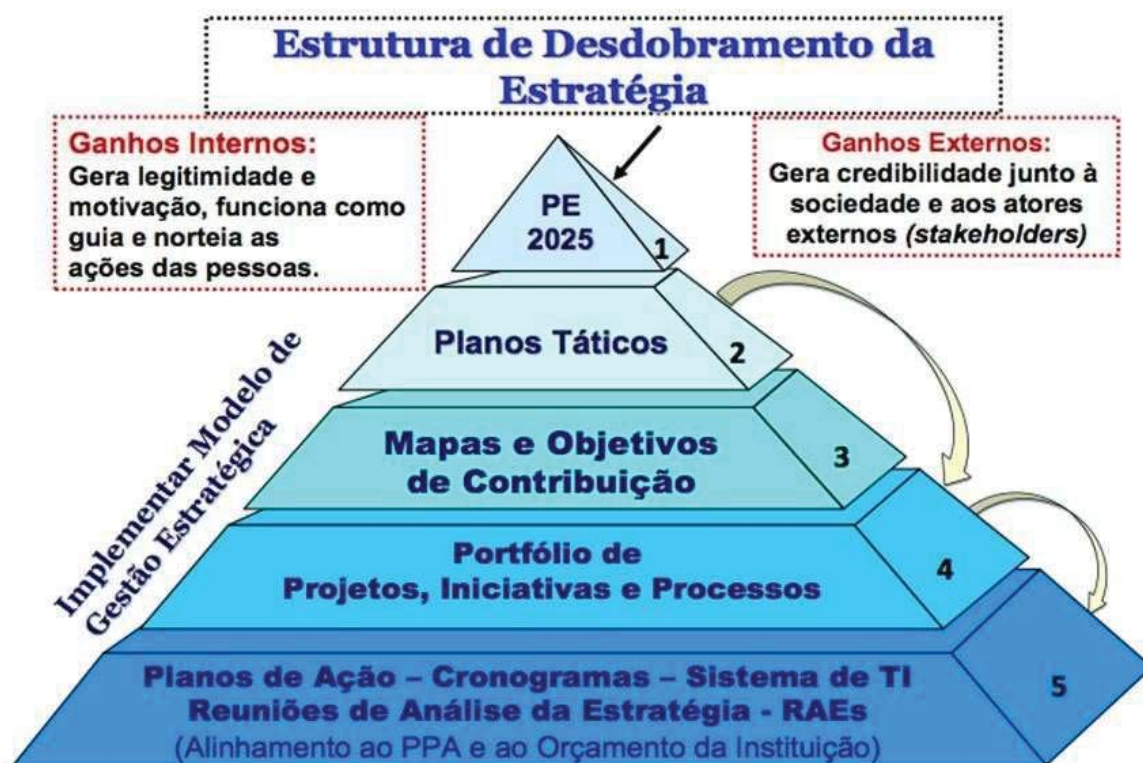 Estrutura de Desdobramento da
Estratégia
Ganhos Internos:
Gera legitimidade e
motivação, funciona como
guia e norteia as
ações das pessoas.
Ganhos Externos:
Gera credibilidade junto à
sociedade e aos atores
externos (stakeholders)
Implementar Modelo de
Gestão Estratégica
PE
2025
1
Planos Táticos
2
Mapas e Objetivos
de Contribuição
3
Portfólio de
Projetos, Iniciativas e Processos
4
Planos de Ação – Cronogramas – Sistema de TI
Reuniões de Análise da Estratégia - RAEs
(Alinhamento ao PPA e ao Orçamento da Instituição)
5